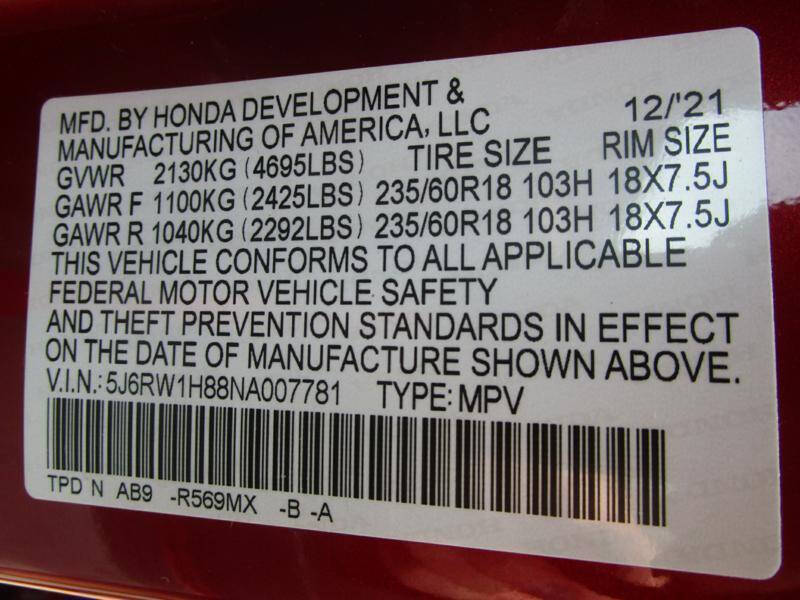 MFD. BY HONDA DEVELOPMENT & 12/'21
MANUFACTURING OF AMERICA, LLC
GVWR 2130KG (4695LBS) TIRE SIZE RIM SIZE
GAWR F 1100KG (2425LBS) 235/60R18 103H 18X7.5J
GAWR R 1040KG (2292LBS) 235/60R18 103H 18X7.5J
THIS VEHICLE CONFORMS TO ALL APPLICABLE
FEDERAL MOTOR VEHICLE SAFETY
AND THEFT PREVENTION STANDARDS IN EFFECT
ON THE DATE OF MANUFACTURE SHOWN ABOVE.
V.I.N.: 5J6RW1H88NA007781 TYPE: MPV
TPD N AB9 -R569MX -B -A